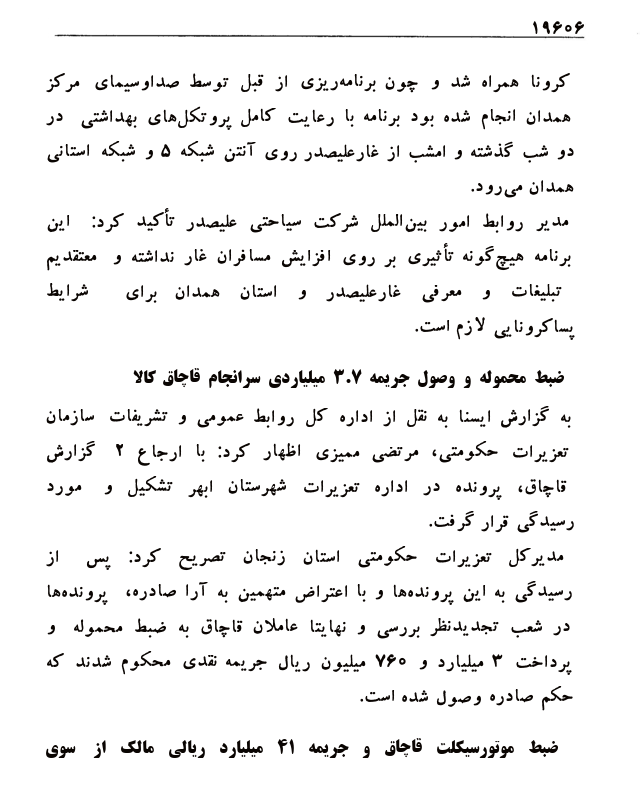 ۱۹۶۰۶
کرونا همراه شد و چون برنامه‌ریزی از قبل توسط صداوسیمای مرکز
همدان انجام شده بود برنامه با رعایت کامل پروتکل‌های بهداشتی در
دو شب گذشته و امشب از غارعلیصدر روی آنتن شبکه ۵ و شبکه استانی
همدان می‌رود.
مدیر روابط امور بین‌الملل شرکت سیاحتی علیصدر تأکید کرد: این
برنامه هیچ‌گونه تأثیری بر روی افزایش مسافران غار نداشته و معتقدیم
تبلیغات و معرفی غارعلیصدر و استان همدان برای شرایط
پساکرونایی لازم است.
ضبط محموله و وصول جریمه ۳.۷ میلیاردی سرانجام قاچاق کالا
به گزارش ایسنا به نقل از اداره کل روابط عمومی و تشریفات سازمان
تعزیرات حکومتی، مرتضی ممیزی اظهار کرد: با ارجاع ۲ گزارش
قاچاق، پرونده در اداره تعزیرات شهرستان ابهر تشکیل و مورد
رسیدگی قرار گرفت.
مدیرکل تعزیرات حکومتی استان زنجان تصریح کرد: پس از
رسیدگی به این پرونده‌ها و با اعتراض متهمین به آرا صادره، پرونده‌ها
در شعب تجدیدنظر بررسی و نهایتا عاملان قاچاق به ضبط محموله و
پرداخت ۳ میلیارد و ۷۶۰ میلیون ریال جریمه نقدی محکوم شدند که
حکم صادره وصول شده است.
ضبط موتورسیکلت قاچاق و جریمه ۴۱ میلیارد ریالی مالک از سوی